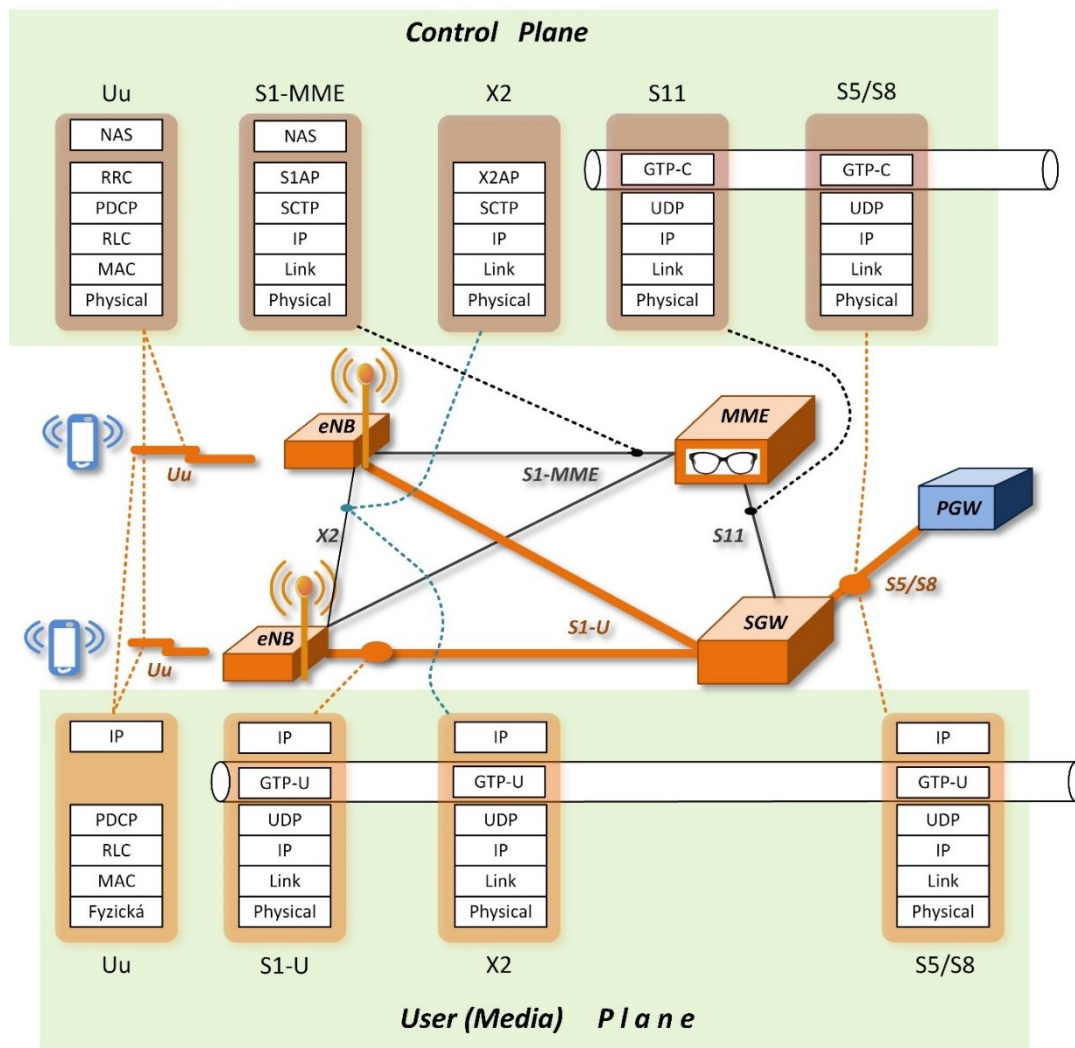 Control Plane
Uu
S1-MME
X2
S11
S5/S8
NAS
RRC
PDCP
RLC
MAC
Physical
NAS
S1AP
SCTP
IP
Link
Physical
X2AP
SCTP
IP
Link
Physical
GTP-C
UDP
IP
Link
Physical
GTP-C
UDP
IP
Link
Physical
eNB
MME
Uu
S1-MME
PGW
X2
S11
S5/S8
eNB
S1-U
SGW
Uu
IP
PDCP
RLC
MAC
Fyzická
IP
GTP-U
UDP
IP
Link
Physical
IP
GTP-U
UDP
IP
Link
Physical
IP
GTP-U
UDP
IP
Link
Physical
Uu
S1-U
X2
S5/S8
User (Media) P l a n e